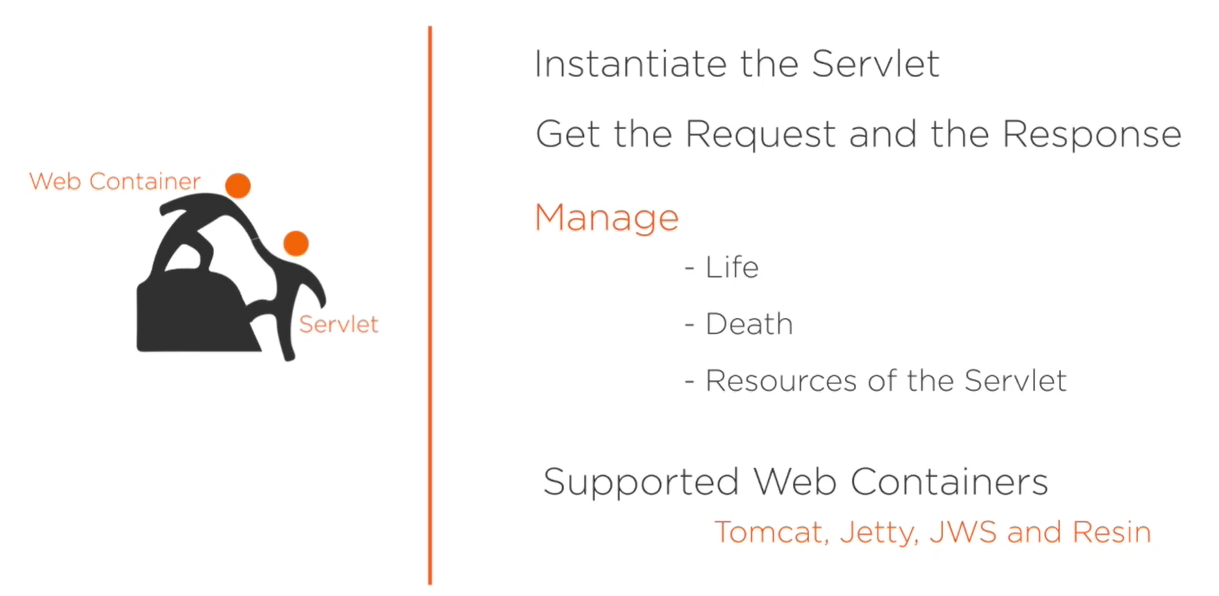 Web Container
Servlet
Instantiate the Servlet
Get the Request and the Response
Manage
- Life
- Death
- Resources of the Servlet
Supported Web Containers
Tomcat, Jetty, JWS and Resin